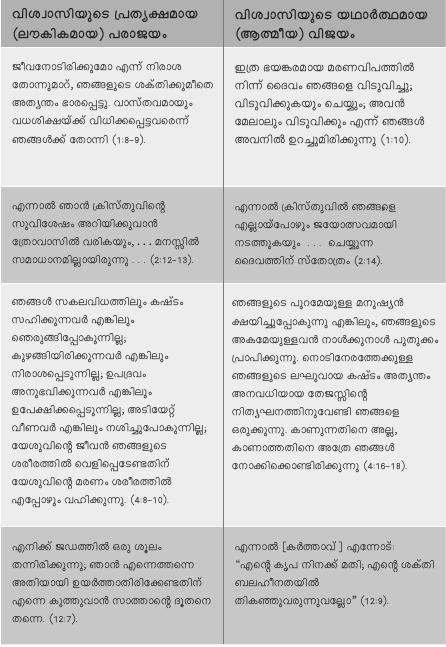 വിശ്വാസിയുടെ പ്രത്യക്ഷമായ
(ലൗകികമായ) പരാജയം
വിശ്വാസിയുടെ യഥാർത്ഥമായ
(ആത്മീയ) വിജയം
ജീവനോടിരിക്കുമോ എന്ന് നിരാശ
തോന്നുമാറ്, ഞങ്ങളുടെ ശക്തിക്കുമീതെ
അത്യന്തം ഭാരപ്പെട്ടു. വാസ്തവമായും
വധശിക്ഷയ്ക്ക് വിധിക്കപ്പെട്ടവരെന്ന്
ഞങ്ങൾക്ക് തോന്നി (1:8-9).
ഇത്ര ഭയങ്കരമായ മരണവിപത്തിൽ
നിന്ന് ദൈവം ഞങ്ങളെ വിടുവിച്ചു;
വിടുവിക്കുകയും ചെയ്യും; അവൻ
മേലാലും വിടുവിക്കും എന്ന് ഞങ്ങൾ
അവനിൽ ഉറച്ചുമിരിക്കുന്നു (1:10).
എന്നാൽ ഞാൻ ക്രിസ്തുവിന്റെ
സുവിശേഷം അറിയിക്കുവാൻ
ത്രോവാസിൽ വരികയും, . . . മനസ്സിൽ
സമാധാനമില്ലായിരുന്നു . . . (2:12-13).
എന്നാൽ ക്രിസ്തുവിൽ ഞങ്ങളെ
എല്ലായ്പോഴും ജയോത്സവമായി
നടത്തുകയും . . . ചെയ്യുന്ന
ദൈവത്തിന് സ്തോത്രം (2:14).
ഞങ്ങൾ സകലവിധത്തിലും കഷ്ടം
സഹിക്കുന്നവർ എങ്കിലും
ഞെരുങ്ങിപ്പോകുന്നില്ല;
കുഴങ്ങിയിരിക്കുന്നവർ എങ്കിലും
നിരാശപ്പെടുന്നില്ല; ഉപദ്രവം
അനുഭവിക്കുന്നവർ എങ്കിലും
ഉപേക്ഷിക്കപ്പെടുന്നില്ല; അടിയേറ്റ്
വീണവർ എങ്കിലും നശിച്ചുപോകുന്നില്ല;
യേശുവിന്റെ ജീവൻ ഞങ്ങളുടെ
ശരീരത്തിൽ വെളിപ്പെടേണ്ടതിന്
യേശുവിന്റെ മരണം ശരീരത്തിൽ
എപ്പോഴും വഹിക്കുന്നു. (4:8-10).
ഞങ്ങളുടെ പുറമേയുള്ള മനുഷ്യൻ
ക്ഷയിച്ചുപ്പോകുന്നു എങ്കിലും, ഞങ്ങളുടെ
അകമേയുള്ളവൻ നാൾക്കുനാൾ പുതുക്കം
പ്രാപിക്കുന്നു. നൊടിനേരത്തേക്കുള്ള
ഞങ്ങളുടെ ലഘുവായ കഷ്ടം അത്യന്തം
അനവധിയായ തേജസ്സിന്റെ
നിത്യഘനത്തിനുവേണ്ടി ഞങ്ങളെ
ഒരുക്കുന്നു. കാണുന്നതിനെ അല്ല,
കാണാത്തതിനെ അത്രേ ഞങ്ങൾ
നോക്കിക്കൊണ്ടിരിക്കുന്നു (4:16-18).
എനിക്ക് ജഡത്തിൽ ഒരു ശൂലം
തന്നിരിക്കുന്നു; ഞാൻ എന്നെത്തന്നെ
അതിയായി ഉയർത്താതിരിക്കേണ്ടതിന്
എന്നെ കുത്തുവാൻ സാത്താന്റെ ദൂതനെ
തന്നെ. (12:7).
എന്നാൽ [കർത്താവ് ] എന്നോട്:
“എന്റെ കൃപ നിനക്ക് മതി; എന്റെ ശക്തി
ബലഹീനതയിൽ
തികഞ്ഞുവരുന്നുവല്ലോ” (12:9).